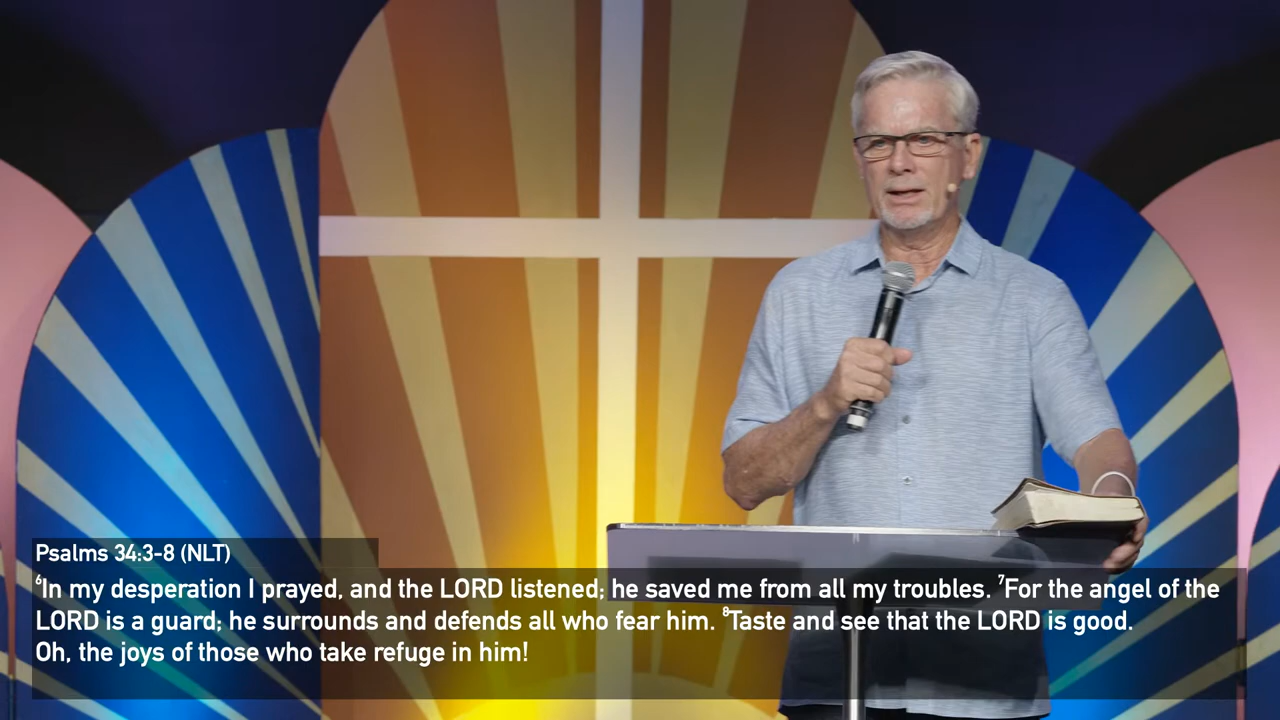 Psalms 34:3-8 (NLT)
⁶In my desperation I prayed, and the LORD listened; he saved me from all my troubles. ⁷For the angel of the
LORD is a guard; he surrounds and defends all who fear him. ⁸Taste and see that the LORD is good.
Oh, the joys of those who take refuge in him!